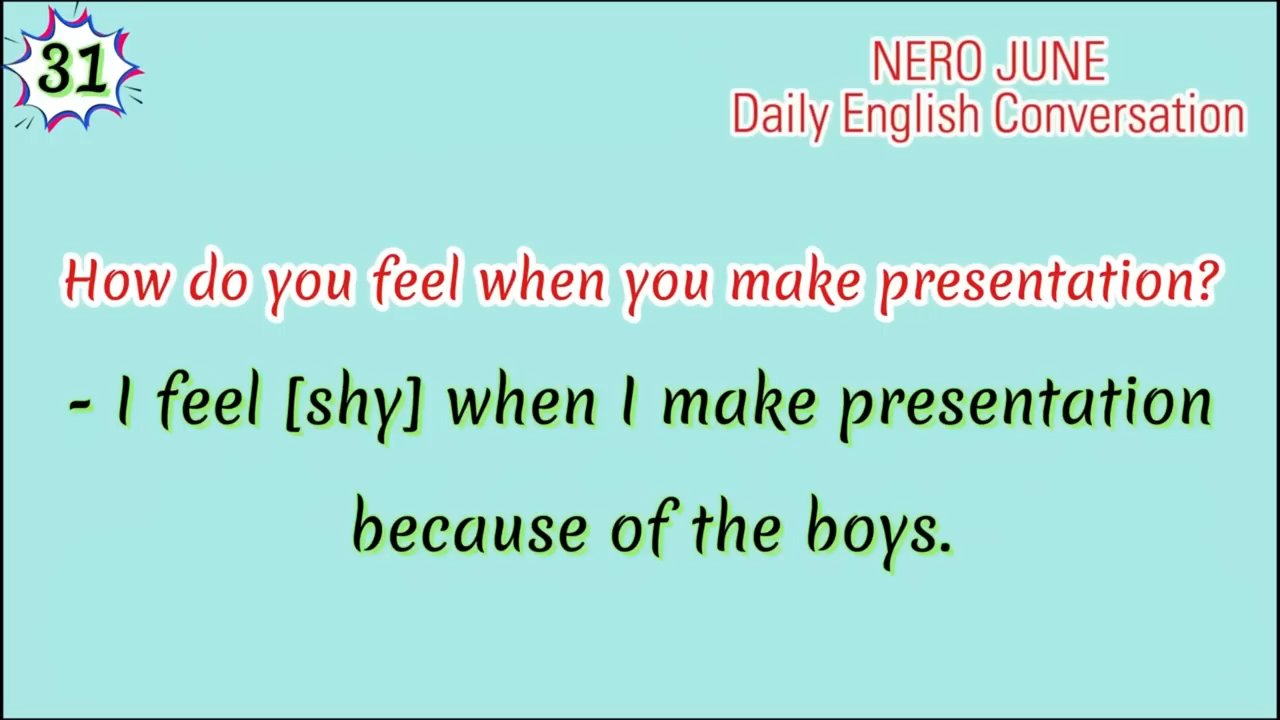 31
NERO JUNE
Daily English Conversation
How do you feel when you make presentation?
- I feel [shy] when I make presentation
because of the boys.